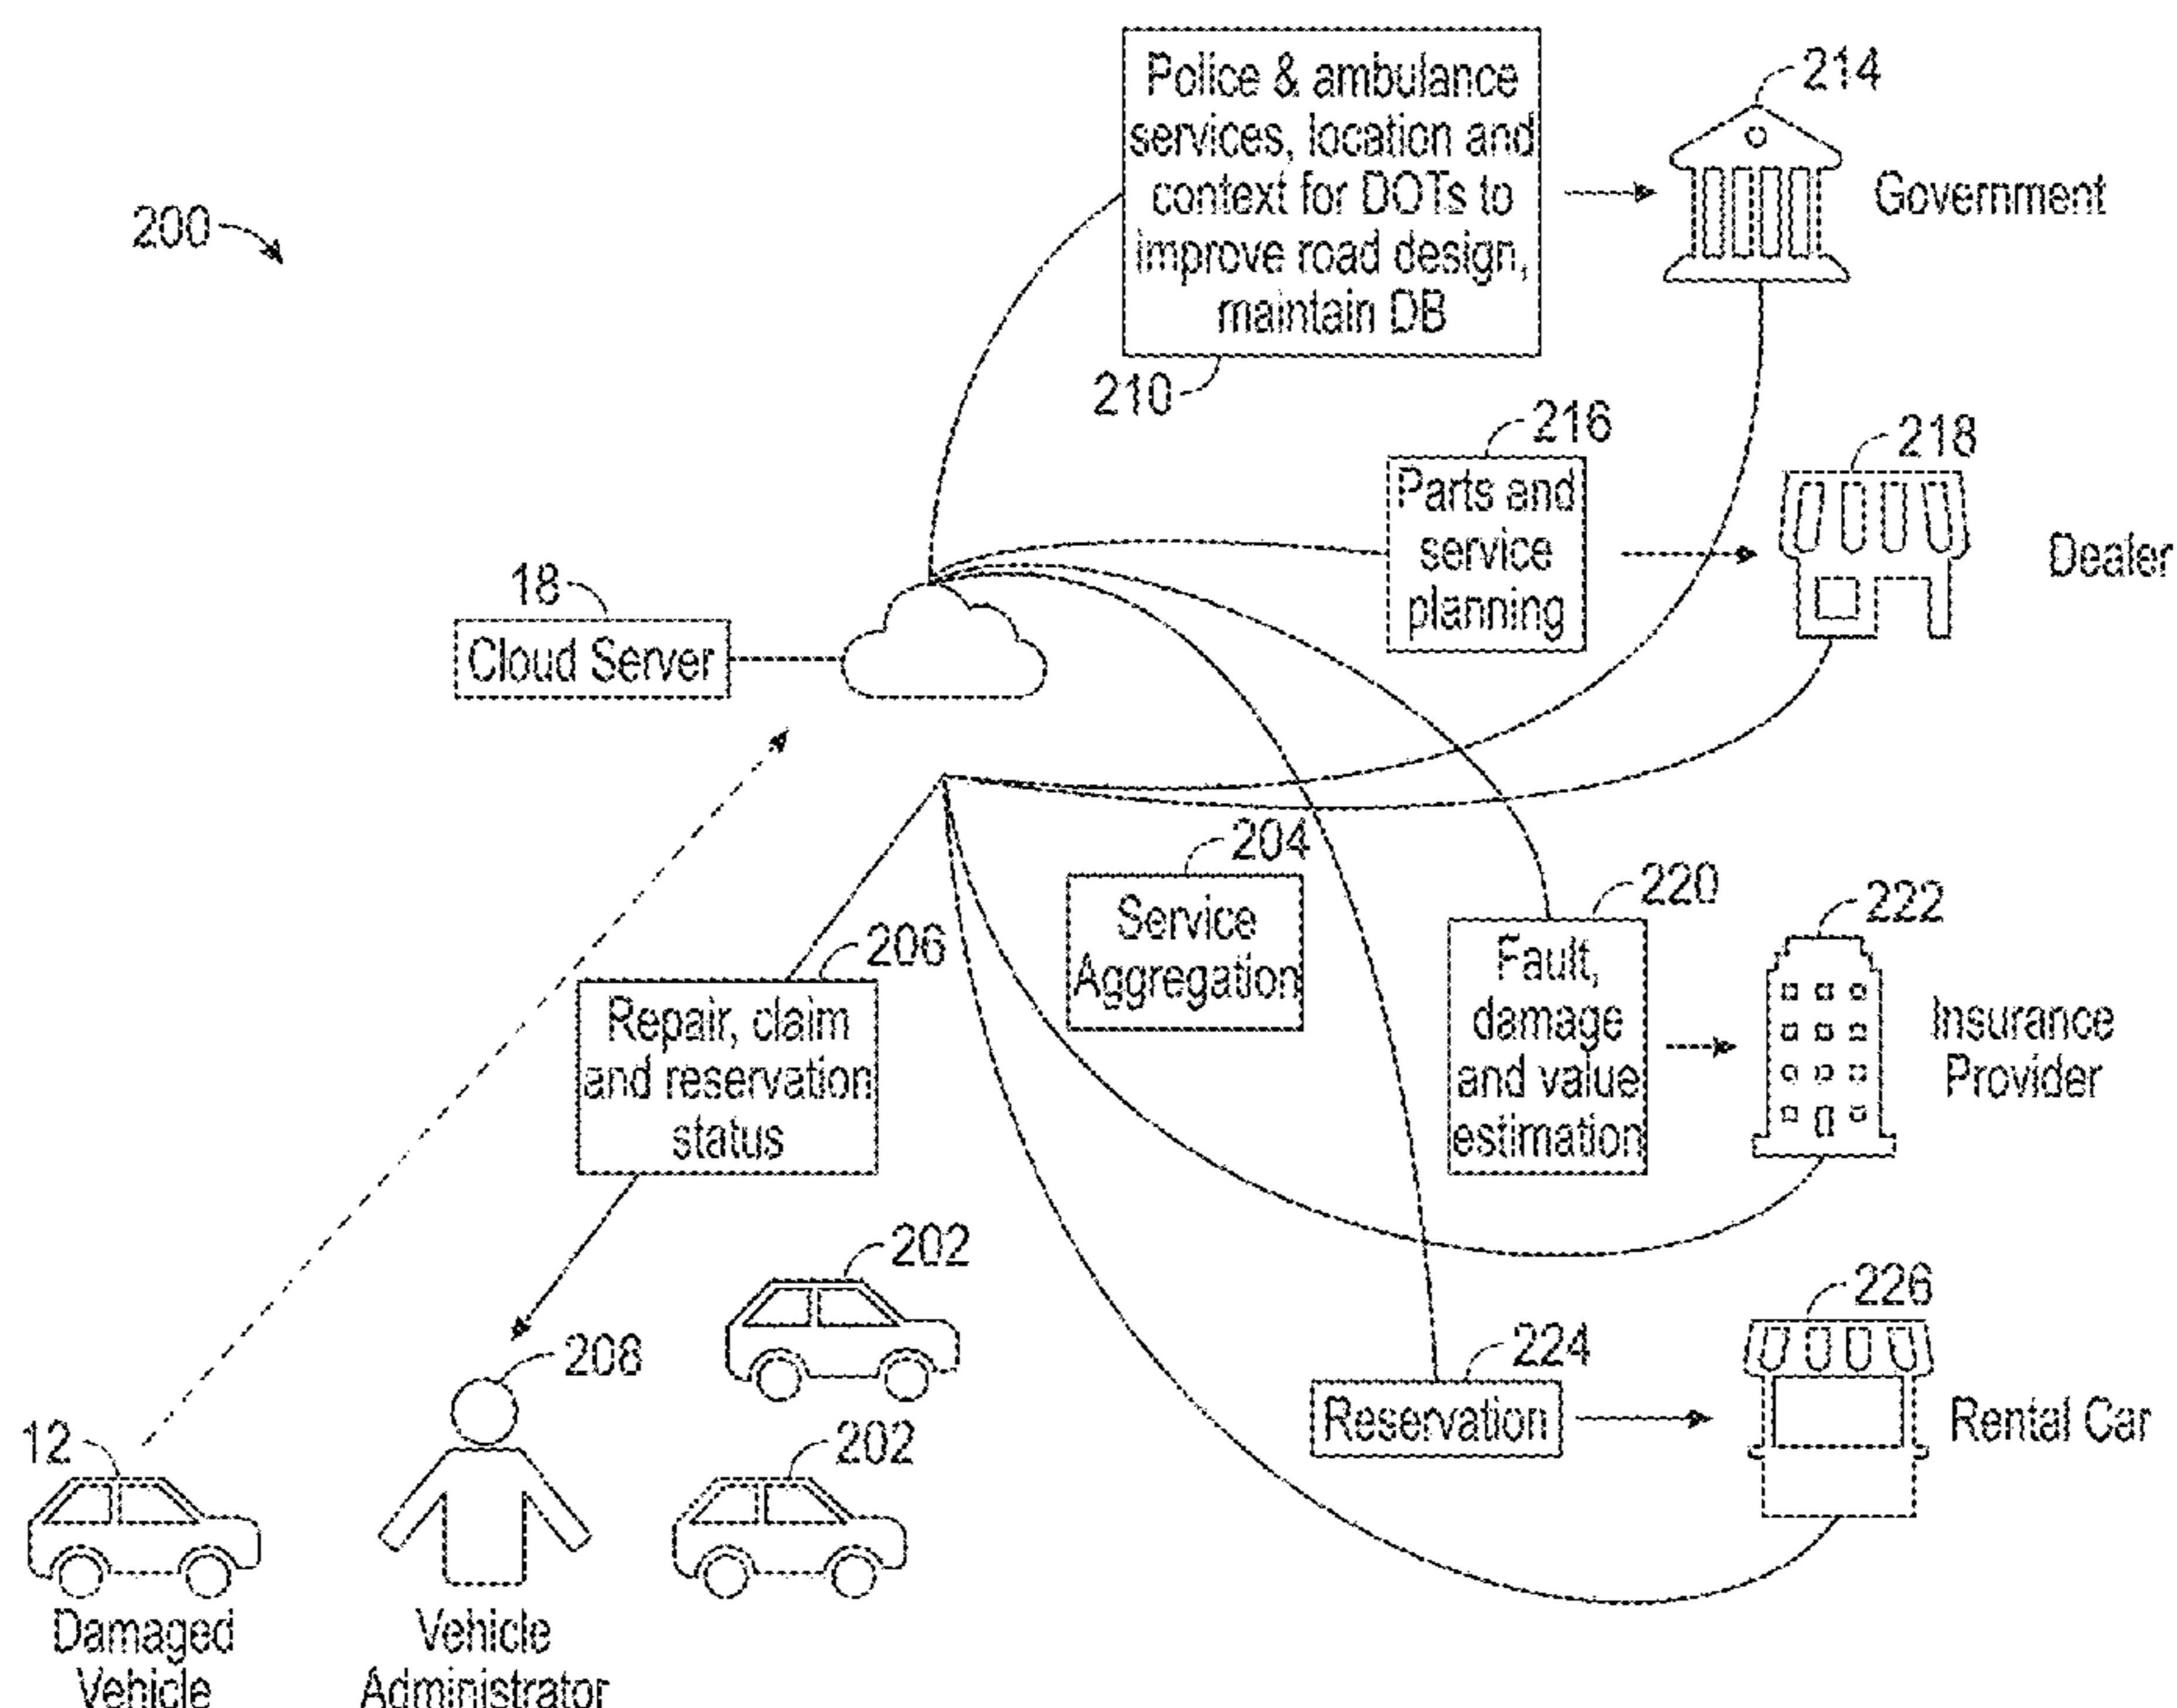 Police & ambulance
services, location and
context for DOTs to
improve road design,
maintain DB
210
214
Government
200
216
Parts and
service
planning
218
Dealer
18
Cloud Server
204
Service
Aggregation
206
Repair, claim
and reservation
status
220
Fault,
damage
and value
estimation
222
Insurance
Provider
202
208
224
Reservation
226
Rental Car
12
202
Damaged
Vehicle
Vehicle
Administrator